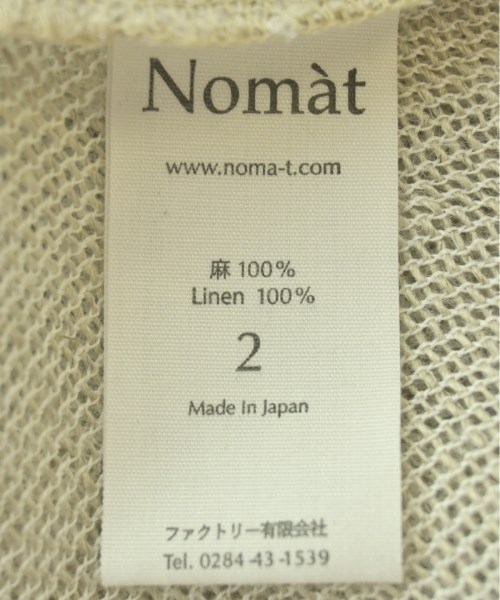 Nomàt
www.noma-t.com
麻 100%
Linen 100%
2
Made In Japan
ファクトリー有限会社
Tel. 0284-43-1539